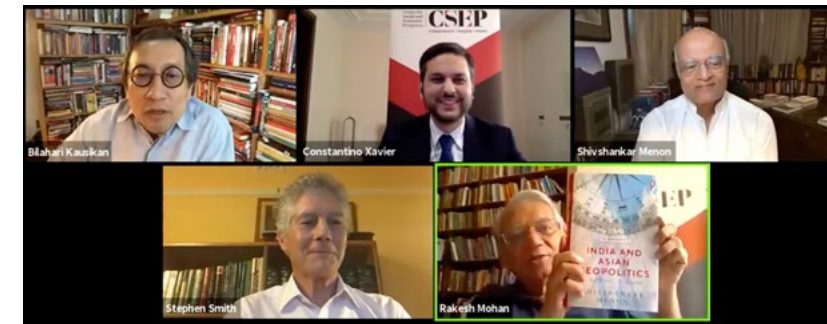 CSEP
Bilahari Kausikan
Constantino Xavier
Shivshankar Menon
EP
INDIA AND
ASIAN
GEOPOLITICS
SHIVSHANKAR
MENON
Stephen Smith
Rakesh Mohan